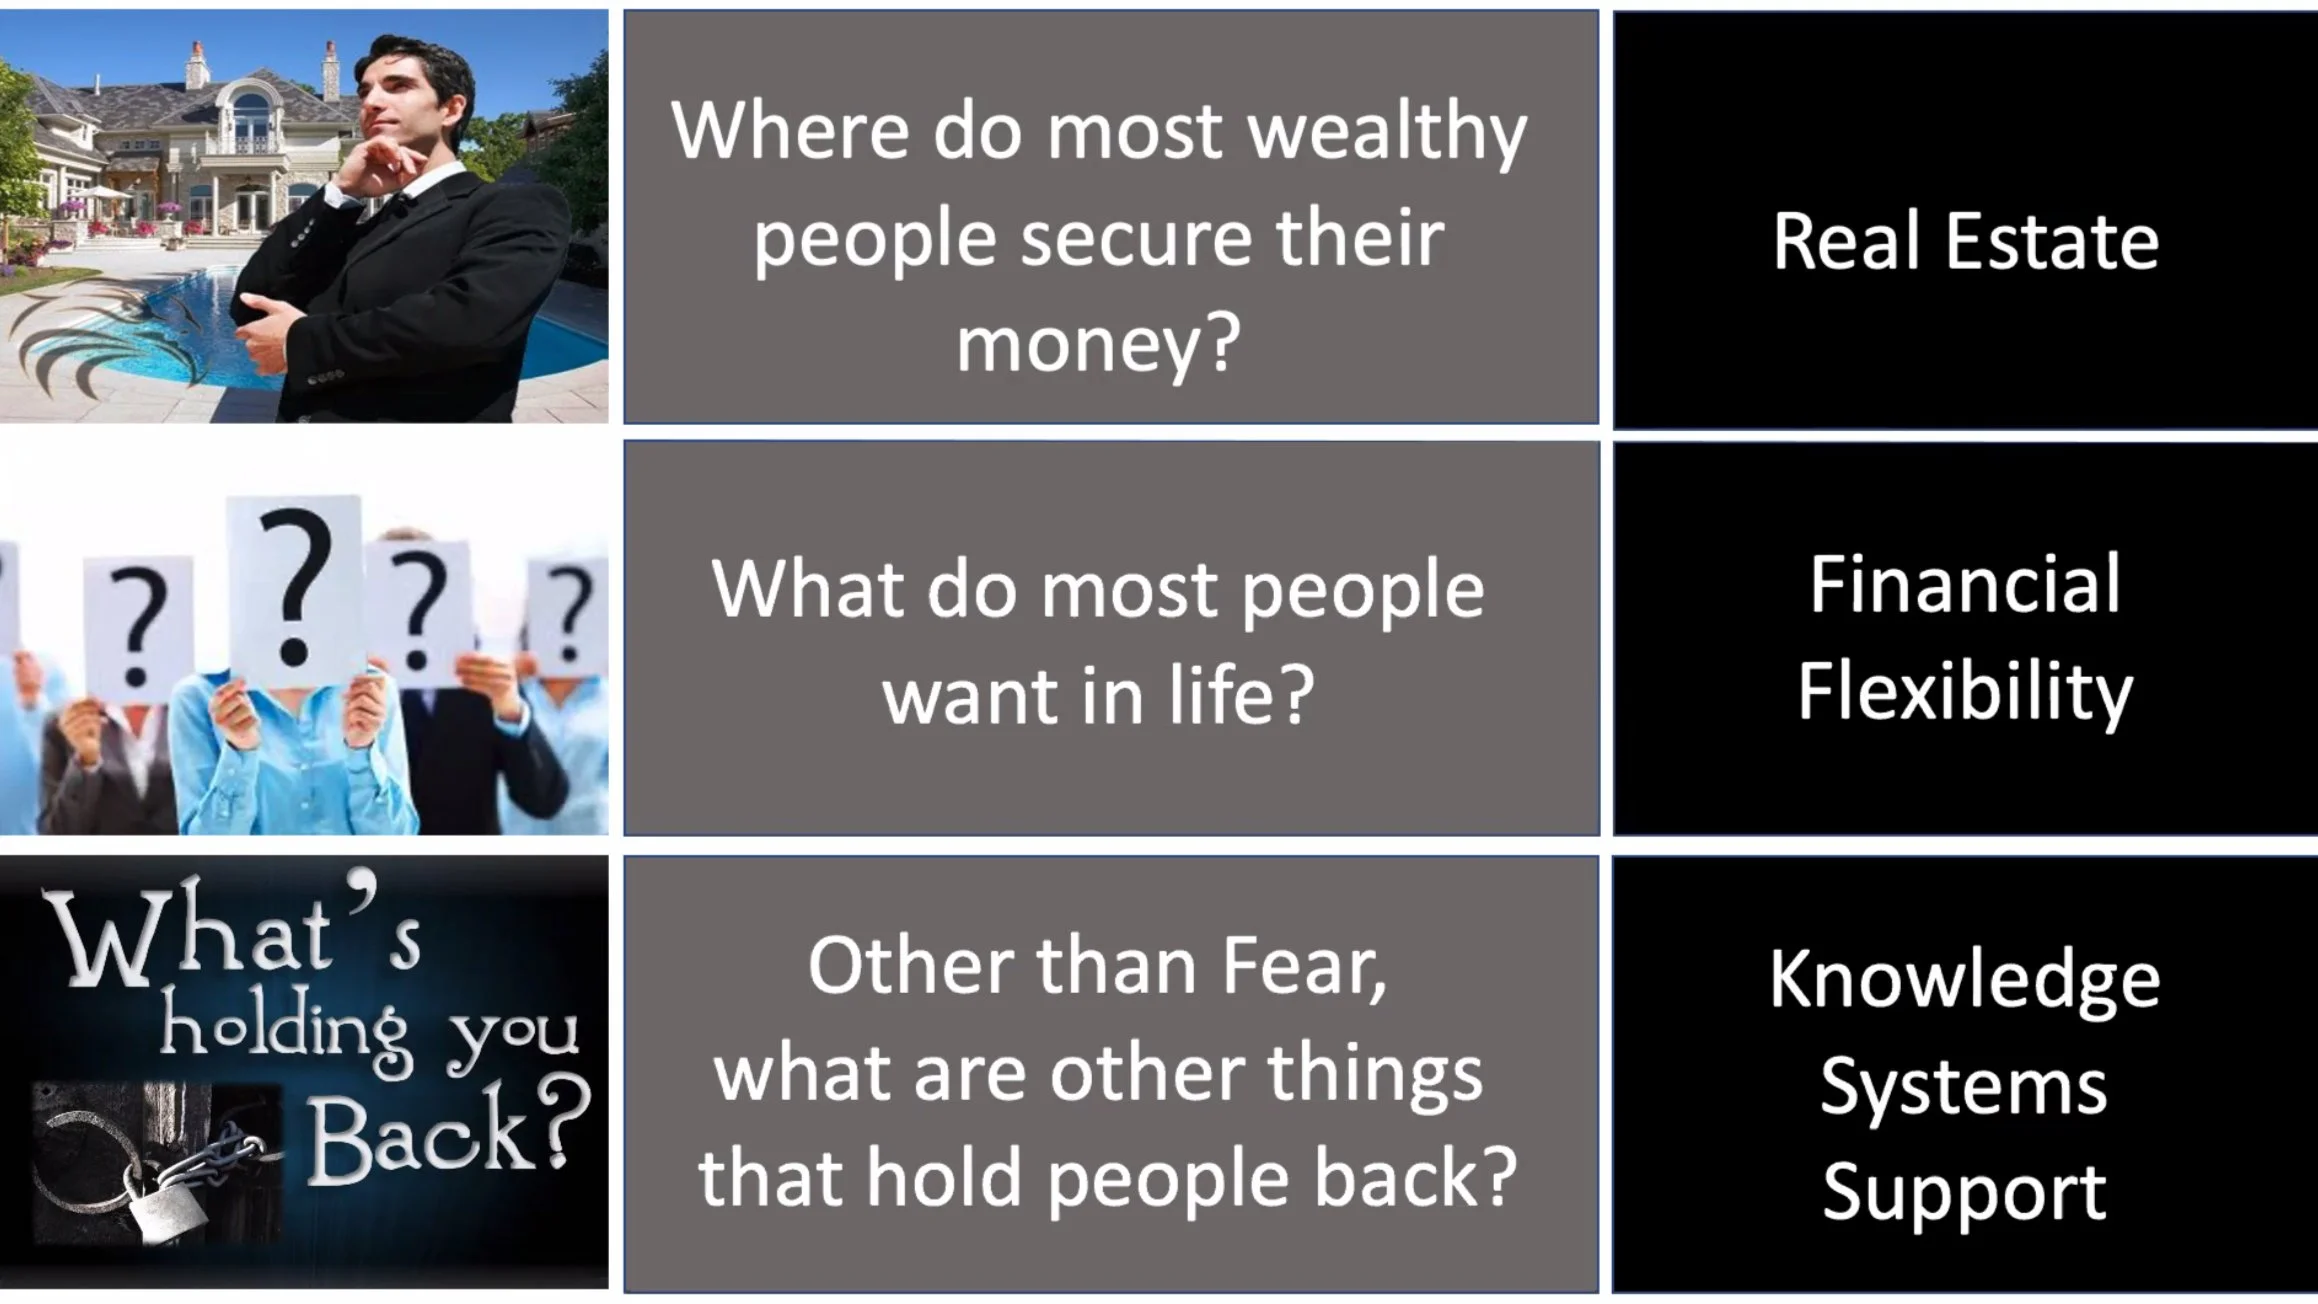 Where do most wealthy
people secure their
money?
Real Estate
?
?
?
?
What do most people
want in life?
Financial
Flexibility
What's
holding you
Back?
Other than Fear,
what are other things
that hold people back?
Knowledge
Systems
Support